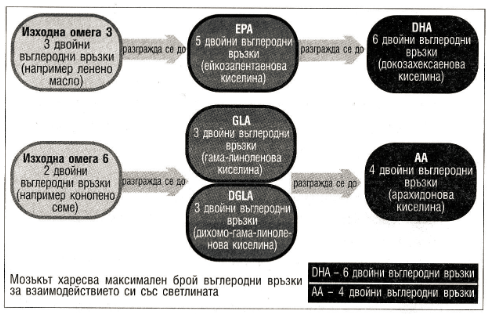 Изходна омега 3
3 двойни
въглеродни връзки
(например ленено
масло)
разгражда се до
EPA
5 двойни въглеродни
връзки
(ейкозапентаенова
киселина)
разгражда се до
DHA
6 двойни въглеродни
връзки
(докозахексаенова
киселина)
Изходна омега 6
2 двойни
въглеродни връзки
(например конопено
семе)
разгражда се до
GLA
3 двойни въглеродни
връзки
(гама-линоленова
киселина)
DGLA
3 двойни въглеродни
връзки
(дихомо-гама-линоле-
нова киселина)
разгражда се до
AA
4 двойни въглеродни
връзки
(арахидонова
киселина)
Мозъкът харесва максимален брой въглеродни връзки
за взаимодействието си със светлината
DHA – 6 двойни въглеродни връзки
AA – 4 двойни въглеродни връзки